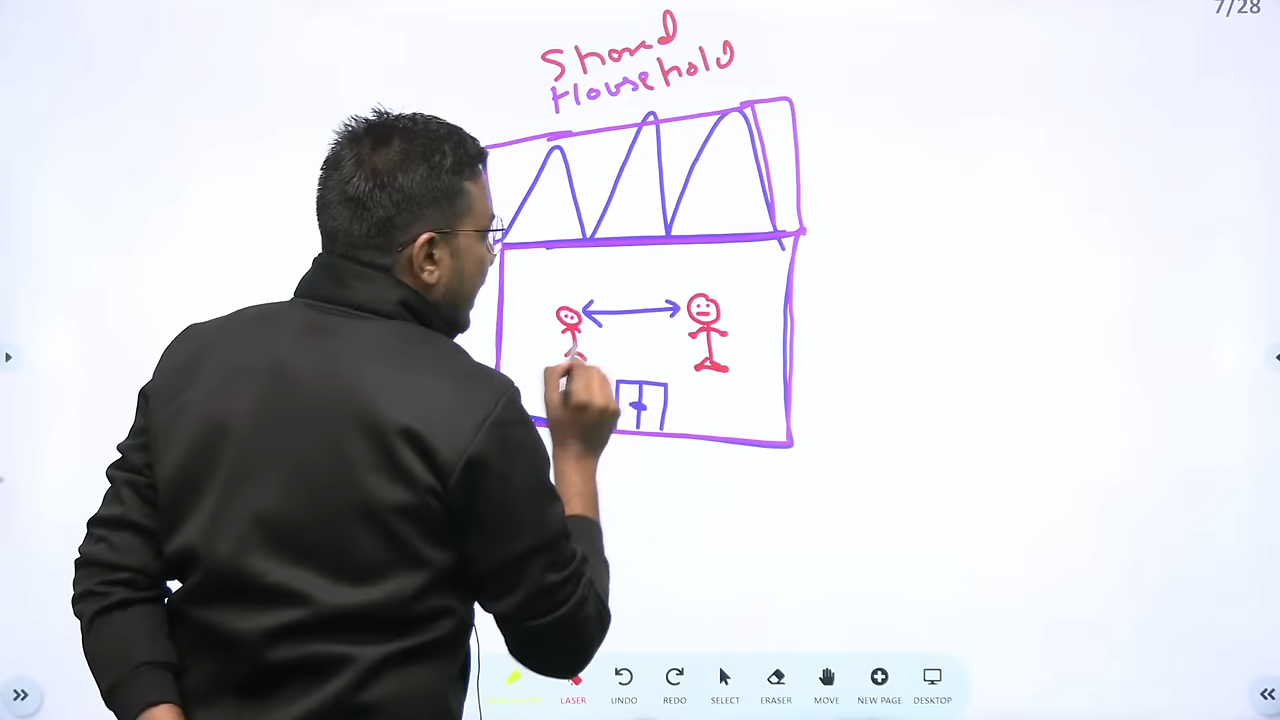 7/28
Shared
Household
LASER
UNDO
REDO
SELECT
ERASER
MOVE
NEW PAGE
DESKTOP